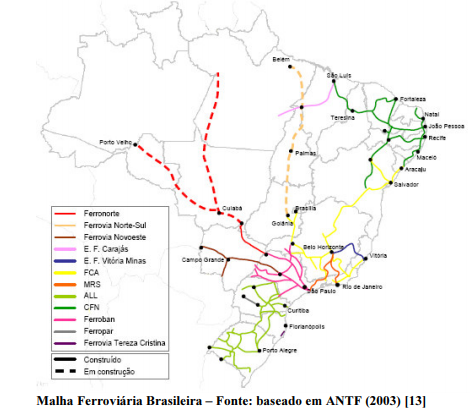 Belém
São Luis
Fortaleza
Teresina
Natal
João Pessoa
Recife
Maceió
Aracaju
Salvador
Porto Velho
Palmas
Cuiabá
Brasília
Goiânia
Belo Horizonte
Vitória
Campo Grande
Rio de Janeiro
São Paulo
Curitiba
Florianópolis
Porto Alegre
Ferronorte
Ferrovia Norte-Sul
Ferrovia Novoeste
E. F. Carajás
E. F. Vitória Minas
FCA
MRS
ALL
CFN
Ferroban
Ferropar
Ferrovia Tereza Cristina
Construído
Em construção
Malha Ferroviária Brasileira – Fonte: baseado em ANTF (2003) [13]